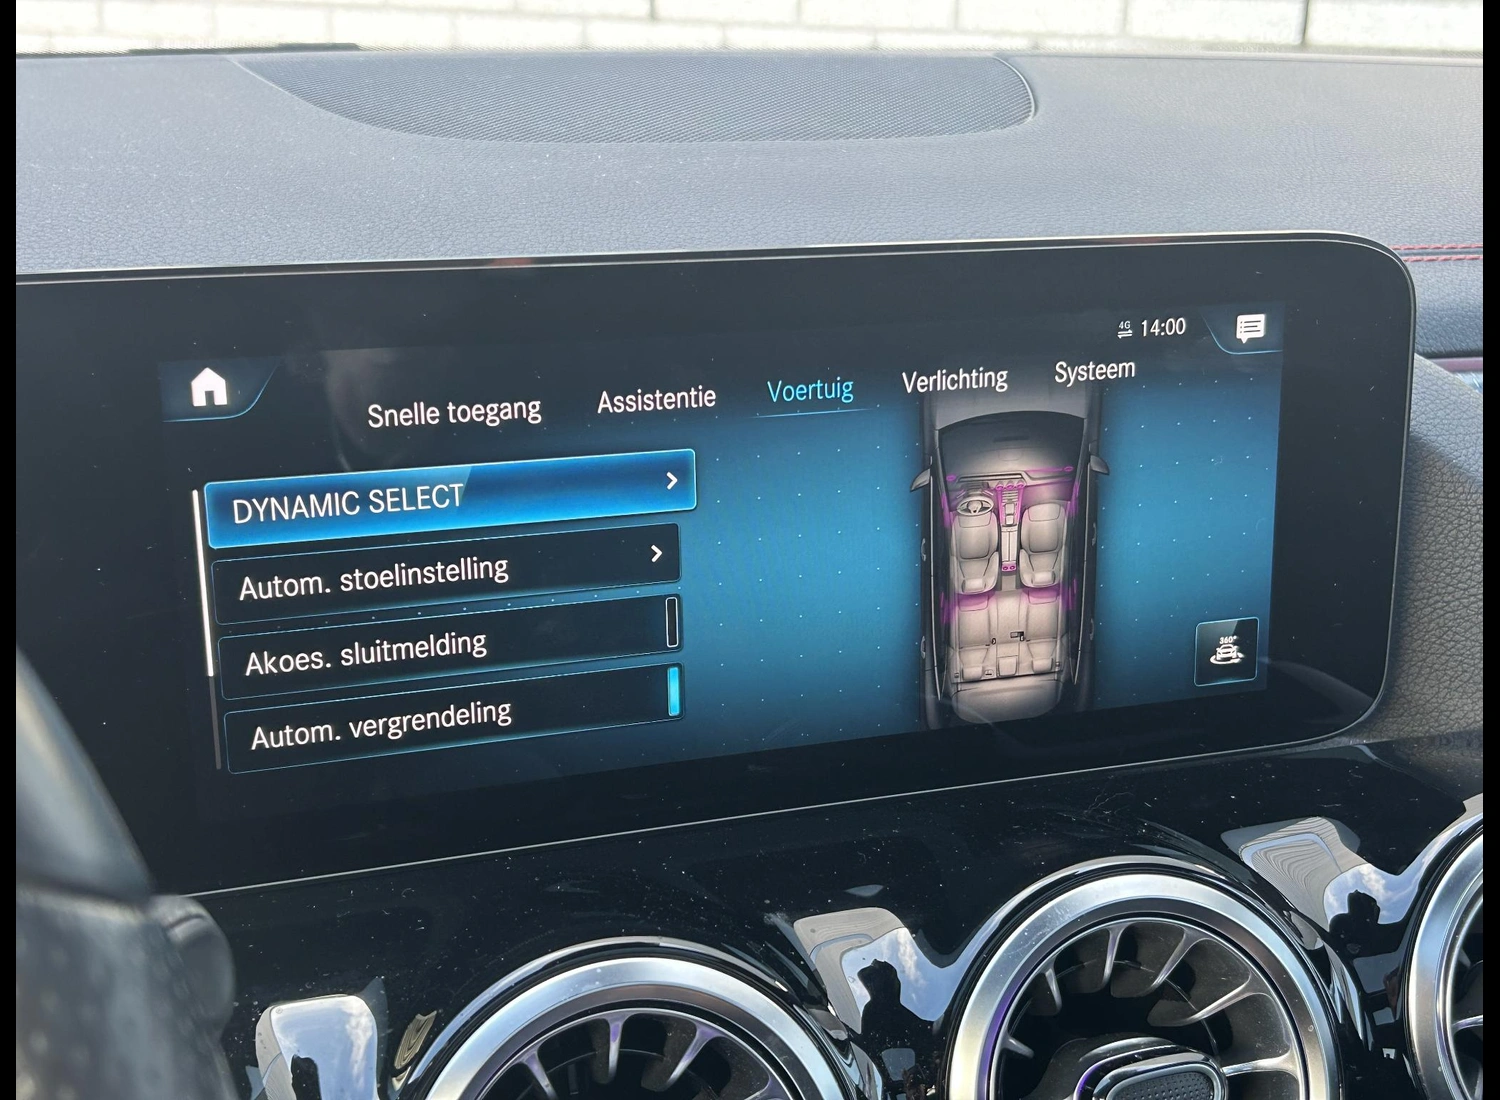 4G 14:00
Snelle toegang Assistentie Voertuig Verlichting Systeem
DYNAMIC SELECT
Autom. stoelinstelling
Akoes. sluitmelding
Autom. vergrendeling
360°